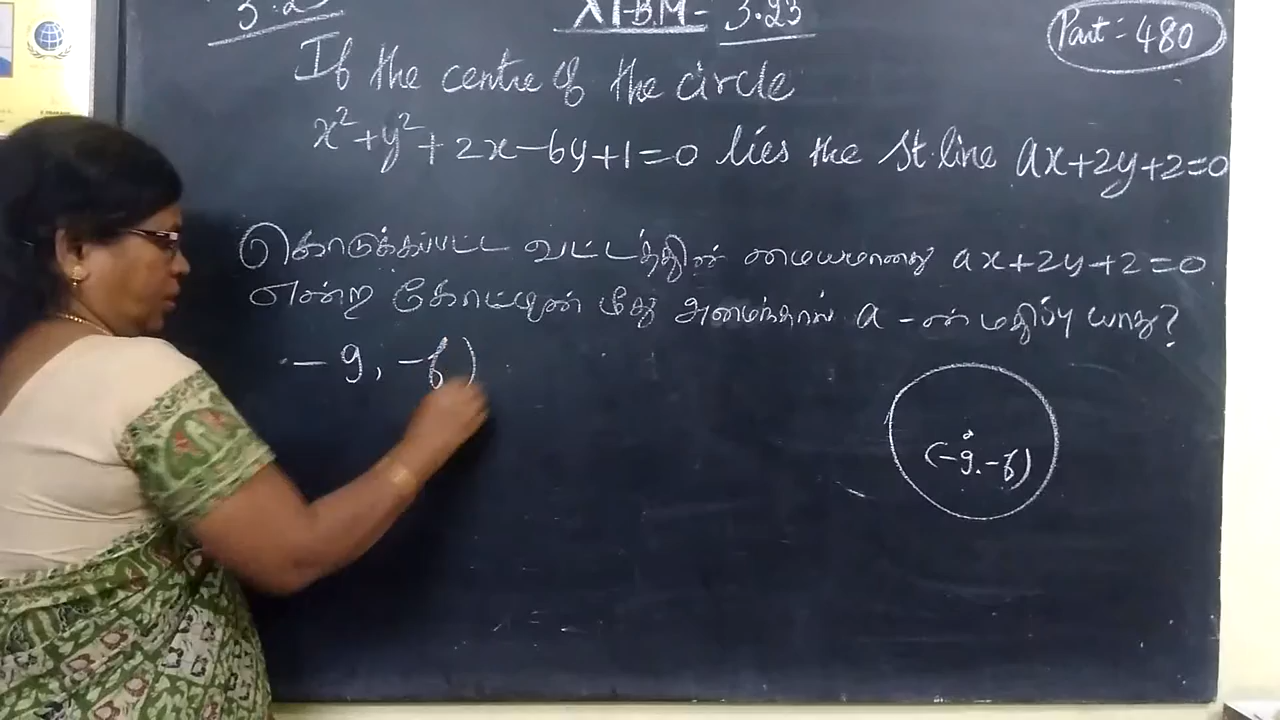 3.23
XI-BM- 3.23
Part:- 480
If the centre of the circle
x²+y²+2x-6y+1=0 lies the St.line ax+2y+2=0
கொடுக்கப்பட்ட வட்டத்தின் மையமானது ax+2y+2=0
என்ற கோட்டின் மீது அமைந்தால் a-ன் மதிப்பு யாது?
-g, -f)
(-g, -f)